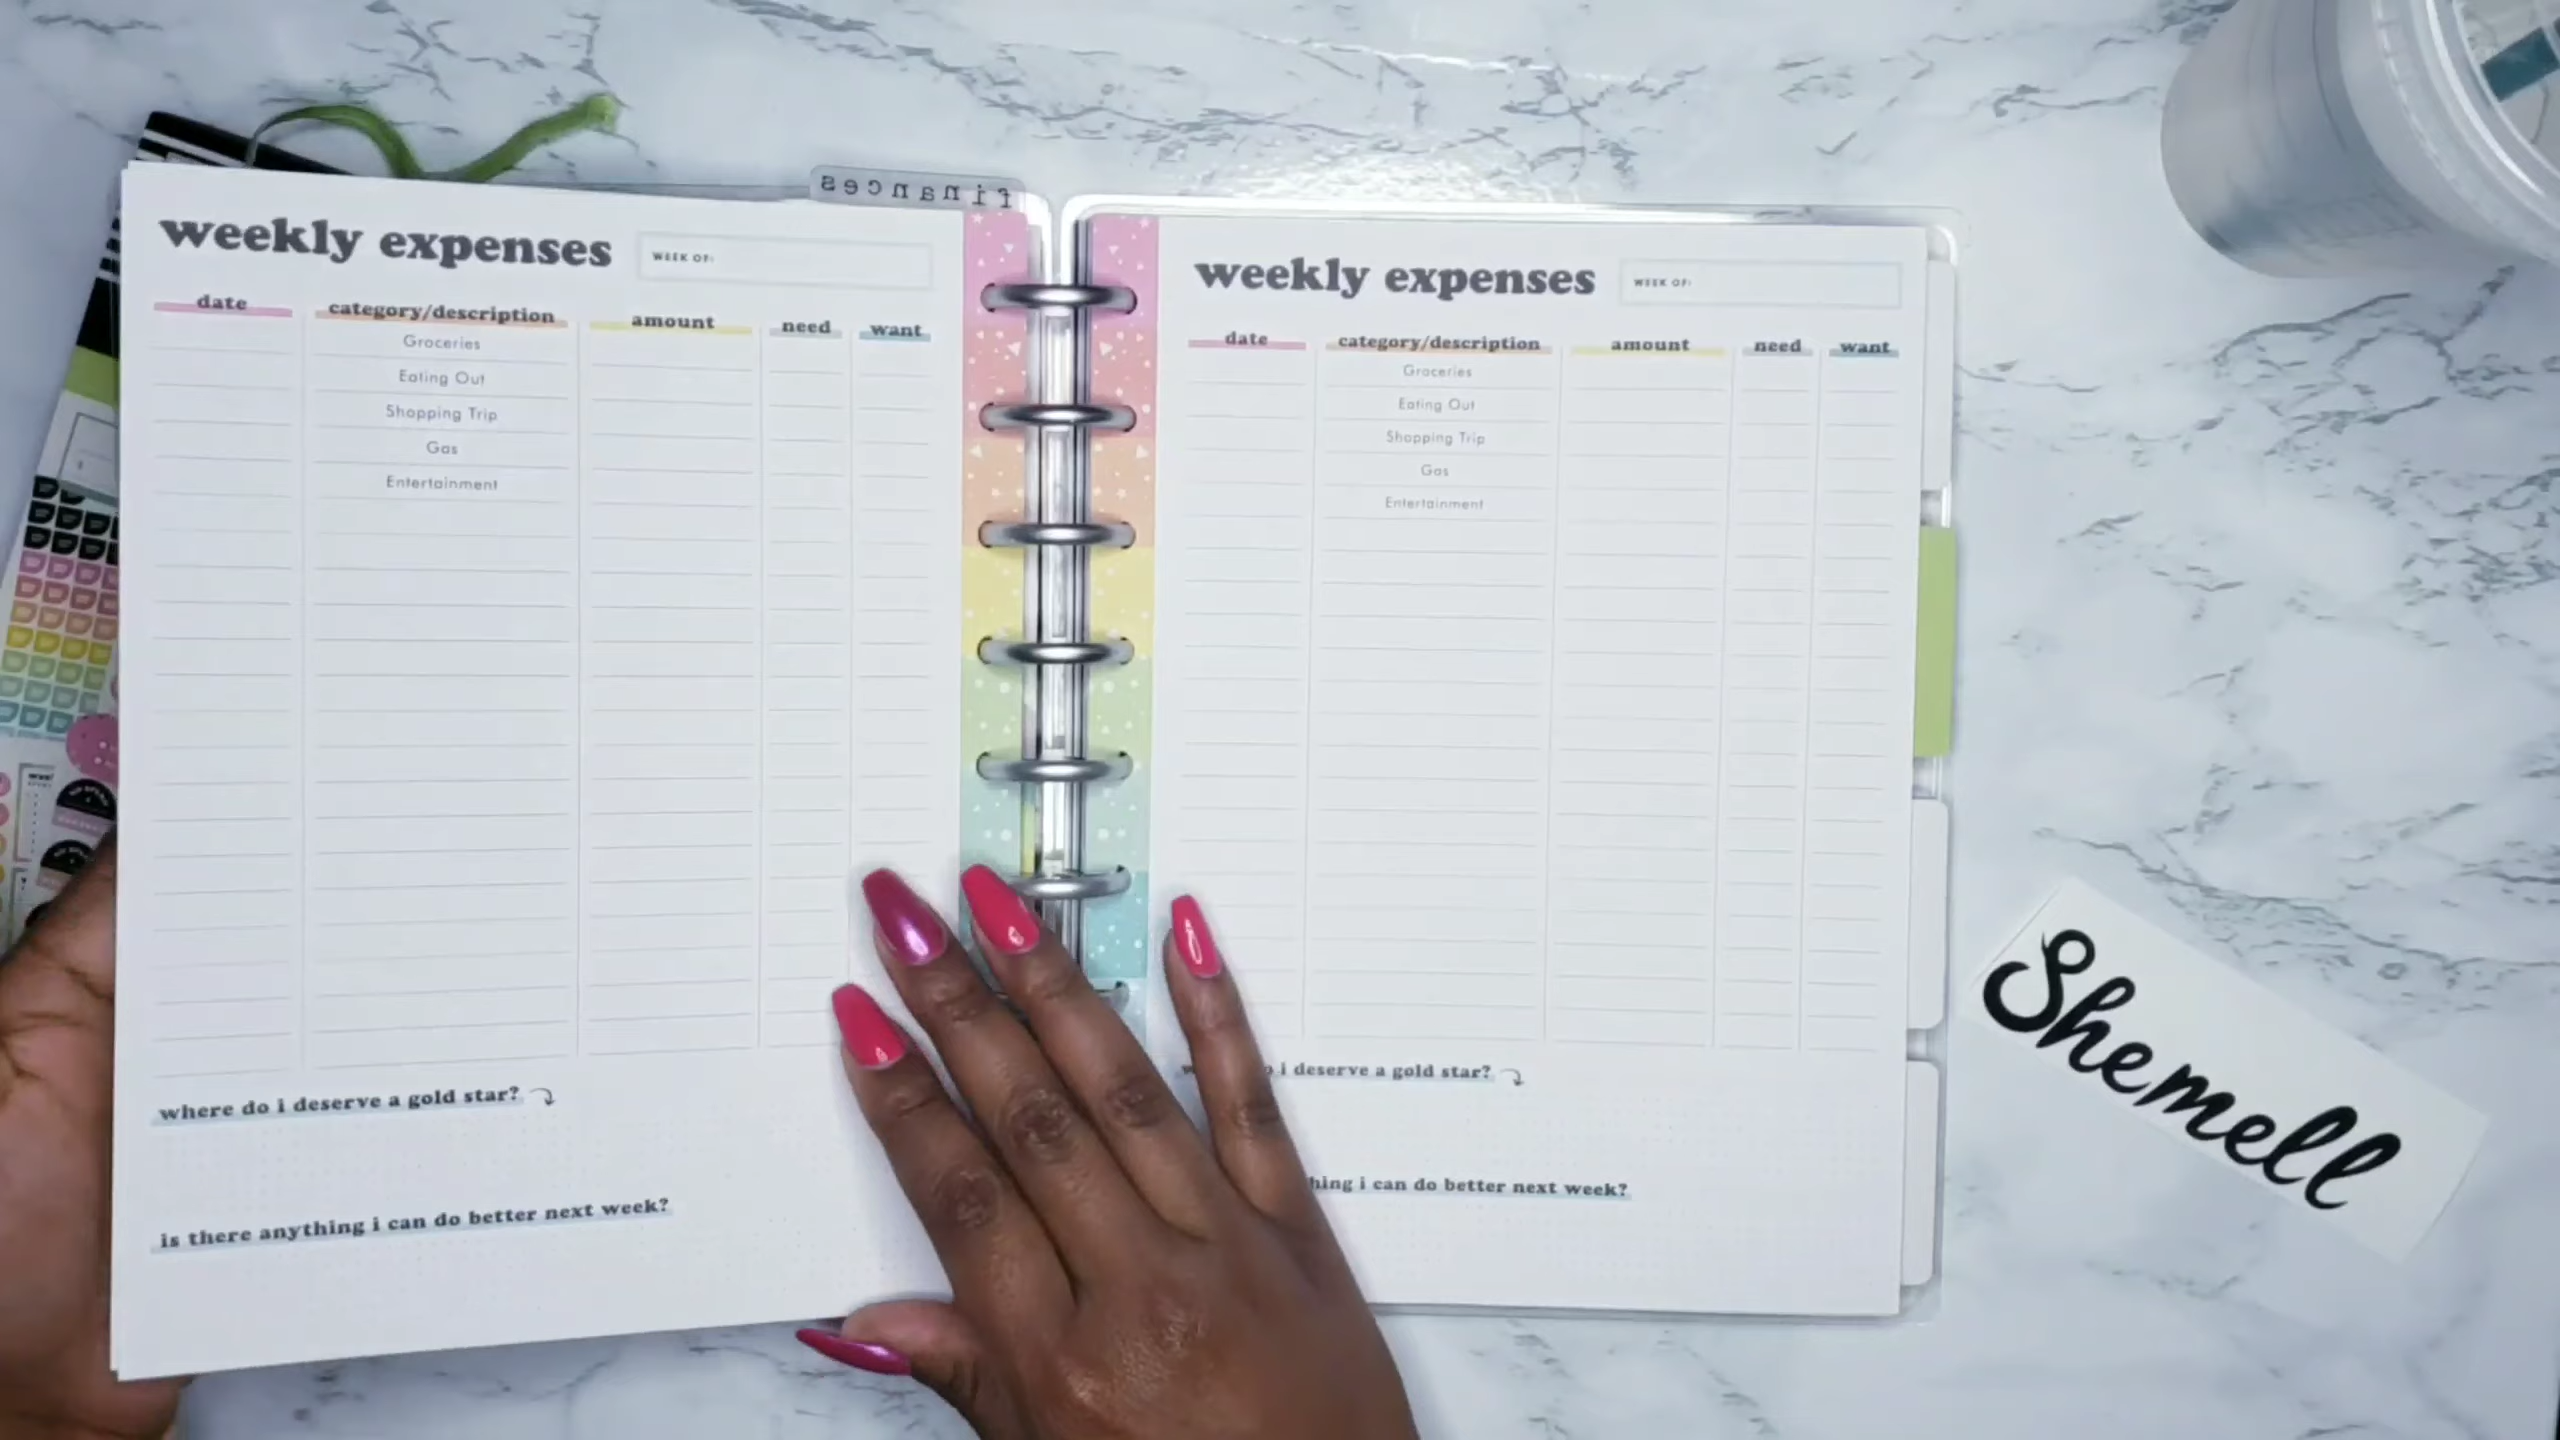 finances
weekly expenses
WEEK OF:
date category/description amount need want
Groceries
Eating Out
Shopping Trip
Gas
Entertainment
where do i deserve a gold star?
is there anything i can do better next week?
weekly expenses
WEEK OF:
date category/description amount need want
Groceries
Eating Out
Shopping Trip
Gas
Entertainment
i deserve a gold star?
i can do better next week?
Shemell